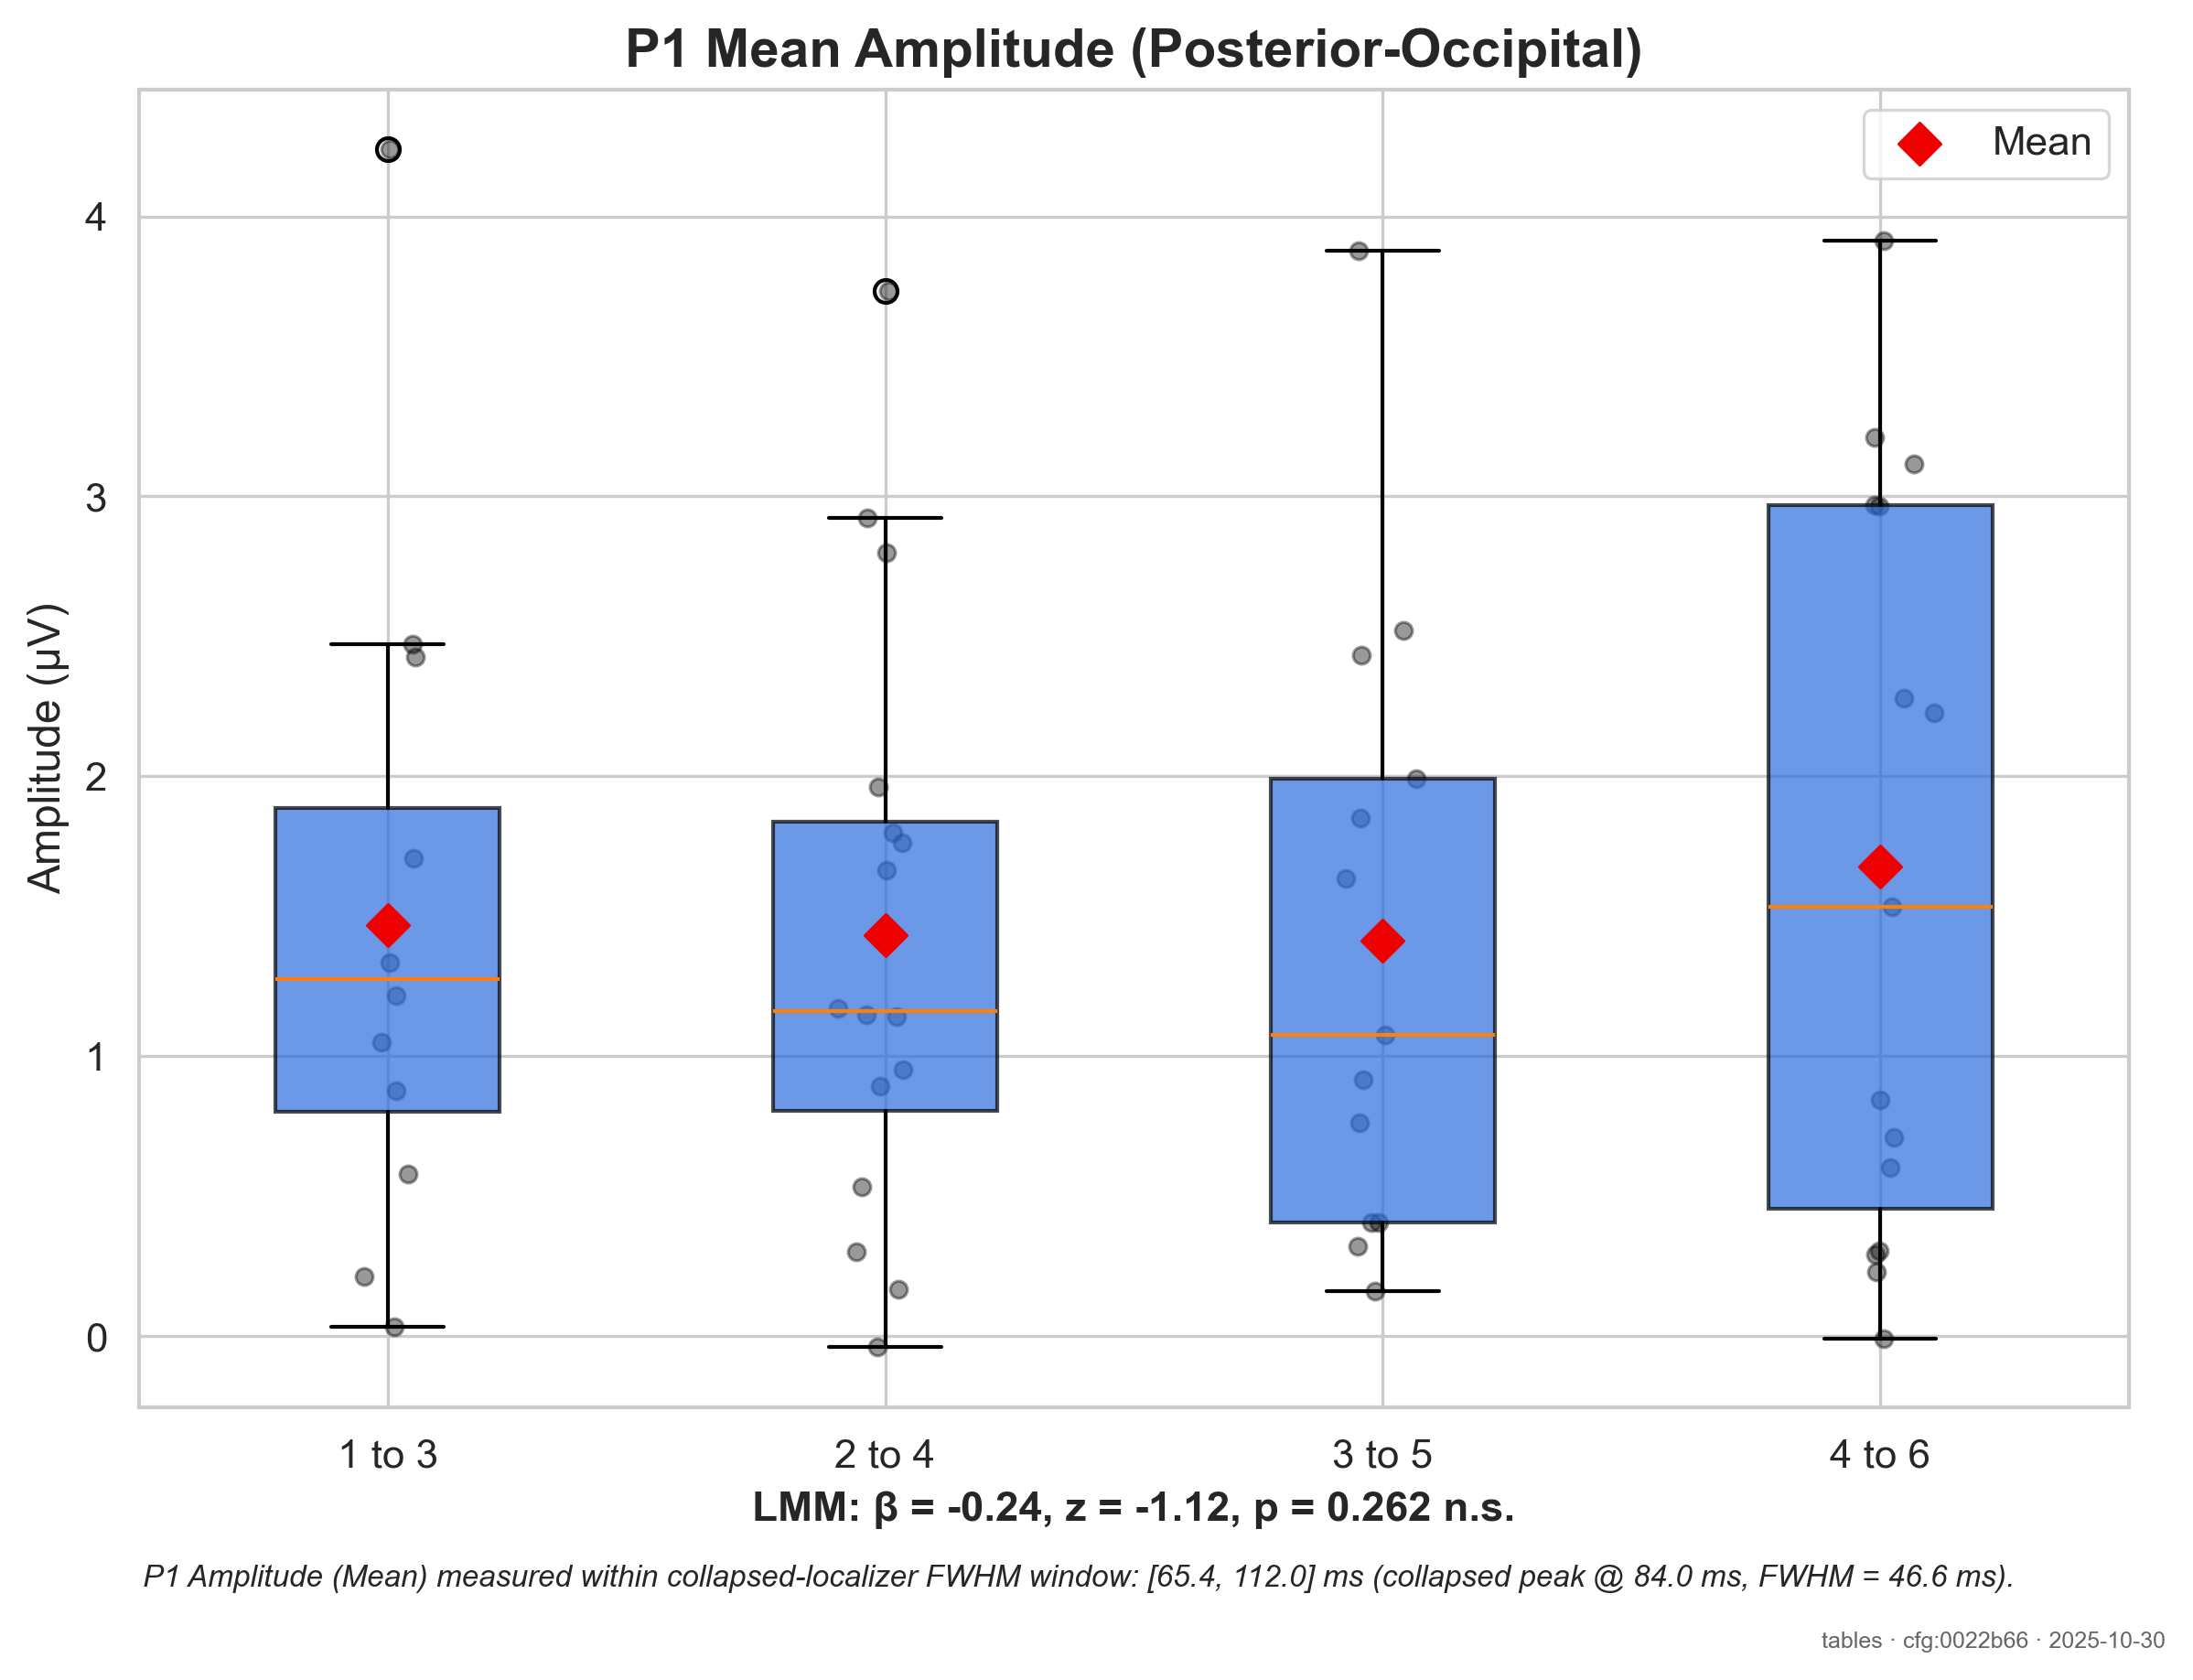 P1 Mean Amplitude (Posterior-Occipital)
Mean
Amplitude (µV)
4
3
2
1
0
1 to 3
2 to 4
3 to 5
4 to 6
LMM: β = -0.24, z = -1.12, p = 0.262 n.s.
P1 Amplitude (Mean) measured within collapsed-localizer FWHM window: [65.4, 112.0] ms (collapsed peak @ 84.0 ms, FWHM = 46.6 ms).
tables · cfg:0022b66 · 2025-10-30